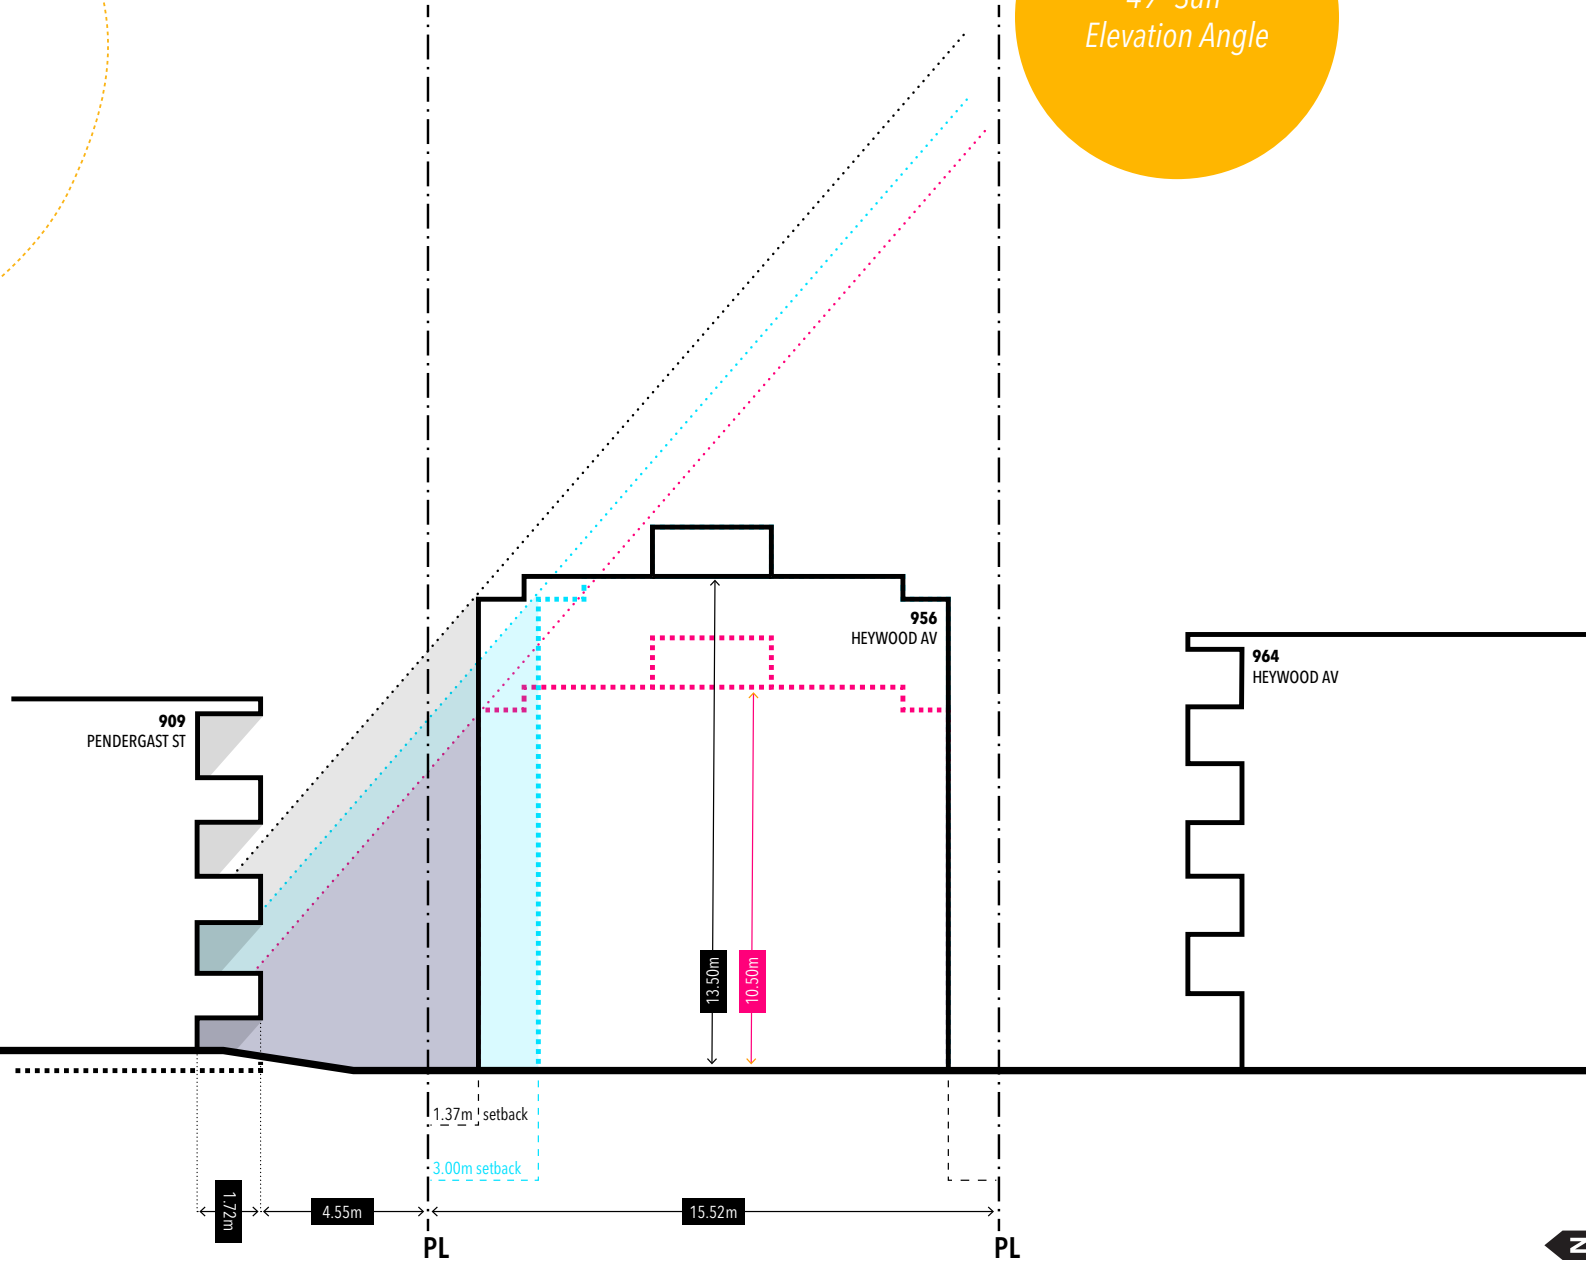 Elevation Angle
956
HEYWOOD AV
964
HEYWOOD AV
909
PENDERGAST ST
13.50m
10.50m
1.37m setback
3.00m setback
1.72m
4.55m
15.52m
PL
PL
N